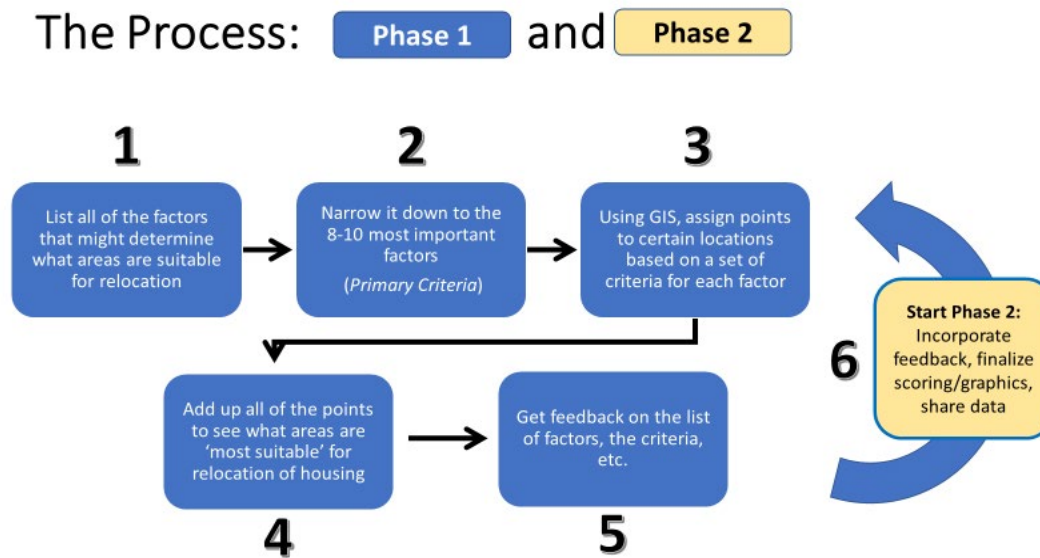 The Process: Phase 1 and Phase 2
1
List all of the factors
that might determine
what areas are suitable
for relocation
2
Narrow it down to the
8-10 most important
factors
(Primary Criteria)
3
Using GIS, assign points
to certain locations
based on a set of
criteria for each factor
4
Add up all of the points
to see what areas are
‘most suitable’ for
relocation of housing
5
Get feedback on the list
of factors, the criteria,
etc.
6
Start Phase 2:
Incorporate
feedback, finalize
scoring/graphics,
share data